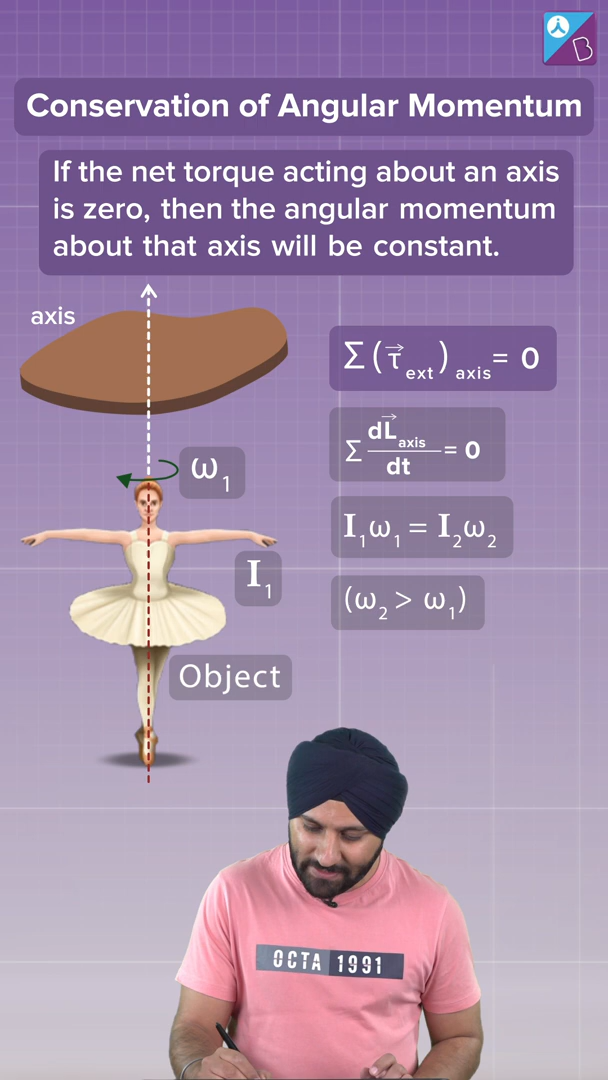 Conservation of Angular Momentum
If the net torque acting about an axis
is zero, then the angular momentum
about that axis will be constant.
axis
Σ(τ⃗ext)axis = 0
ω₁
Σ dL⃗axis/dt = 0
I₁ω₁ = I₂ω₂
I₁
(ω₂ > ω₁)
Object
OCTA 1991
B